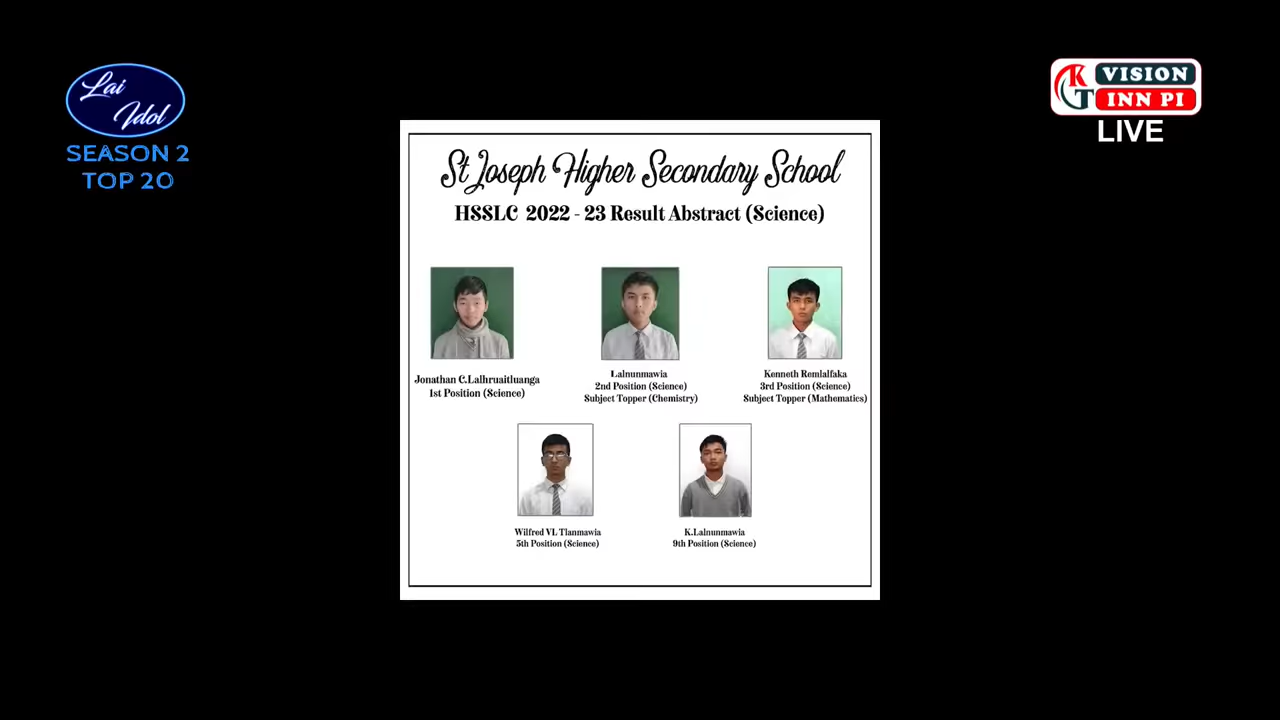 Lai
Idol
SEASON 2
TOP 20
KT
VISION
INN PI
LIVE
St Joseph Higher Secondary School
HSSLC 2022 - 23 Result Abstract (Science)
Jonathan C.Lalhruaitluanga
1st Position (Science)
Lalnunmawia
2nd Position (Science)
Subject Topper (Chemistry)
Kenneth Remlalfaka
3rd Position (Science)
Subject Topper (Mathematics)
Wilfred VL Tlanmawia
5th Position (Science)
K.Lalnunmawia
9th Position (Science)